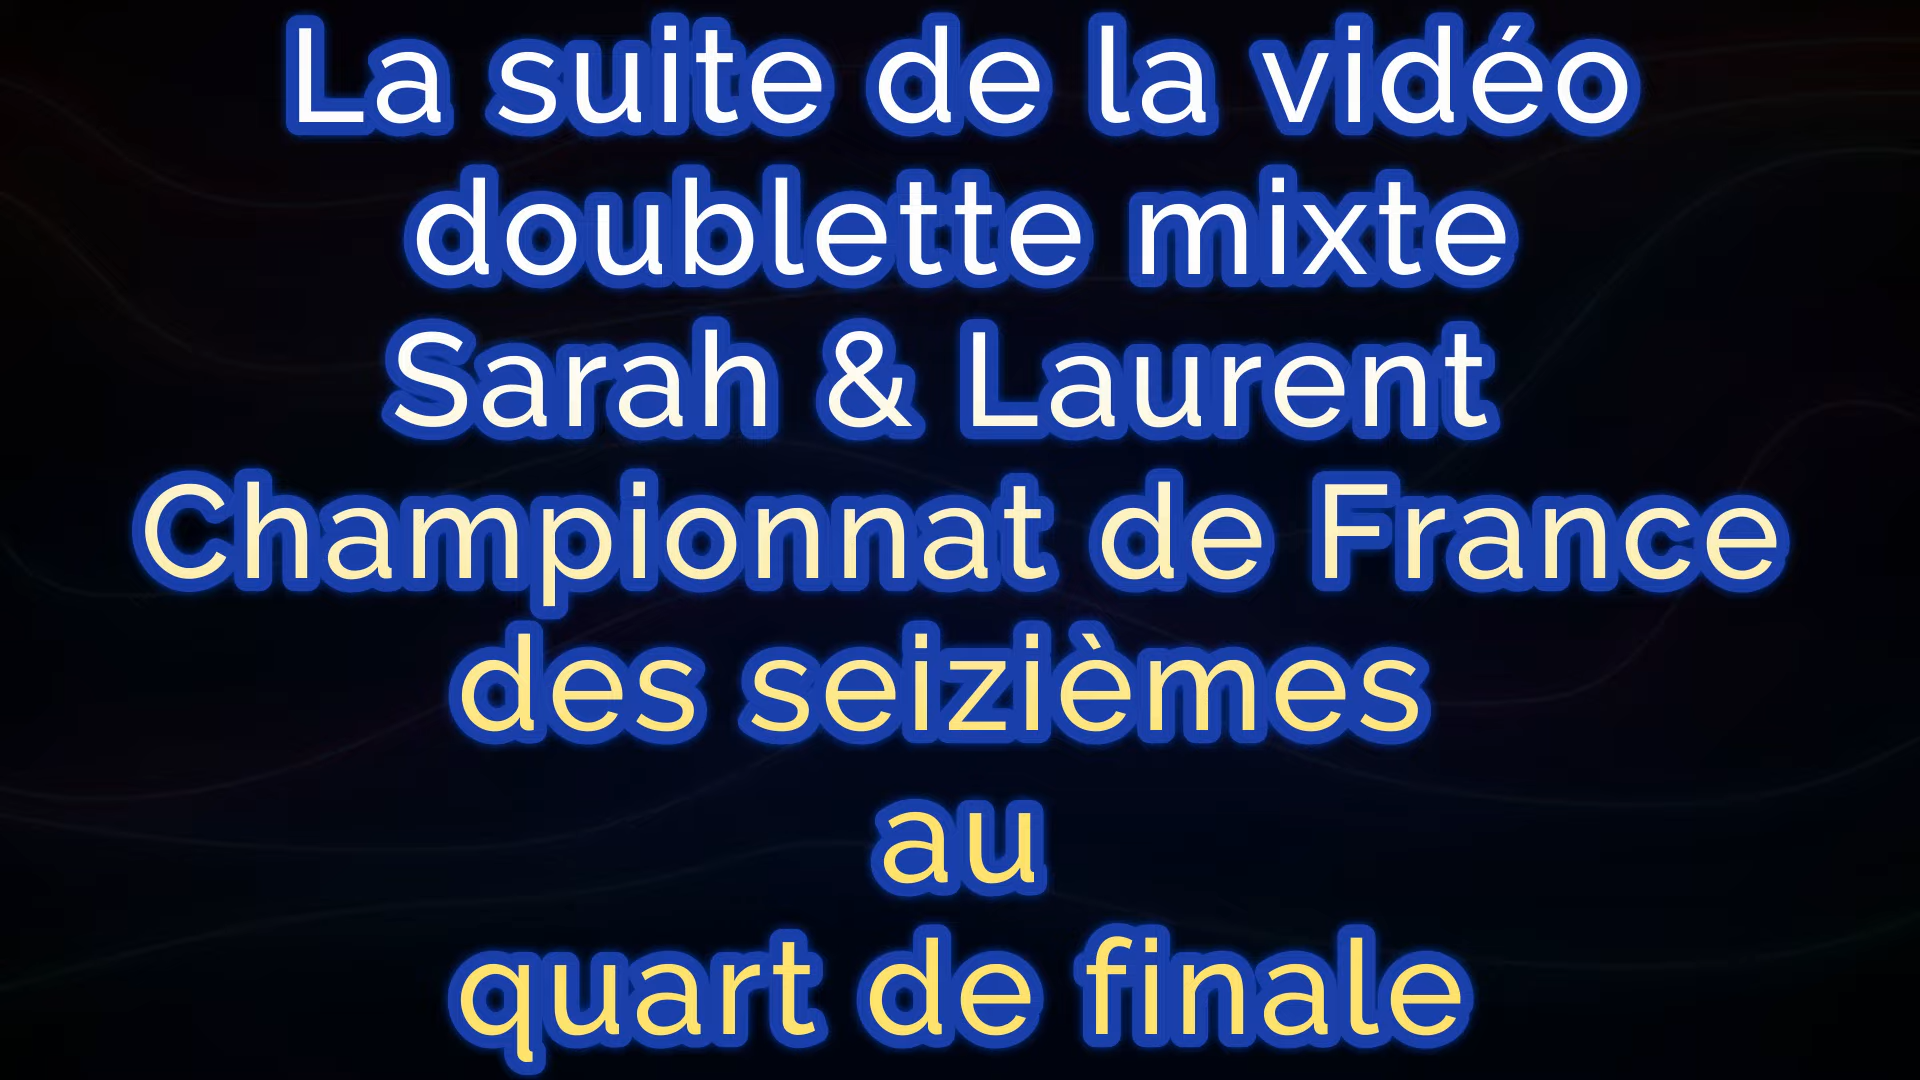 La suite de la vidéo
doublette mixte
Sarah & Laurent
Championnat de France
des seizièmes
au
quart de finale